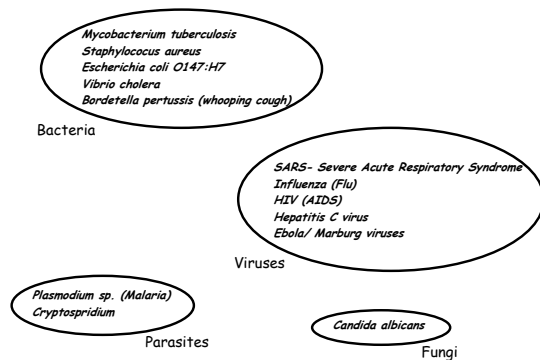 Mycobacterium tuberculosis
Staphylococus aureus
Escherichia coli O147:H7
Vibrio cholera
Bordetella pertussis (whooping cough)
Bacteria
SARS- Severe Acute Respiratory Syndrome
Influenza (Flu)
HIV (AIDS)
Hepatitis C virus
Ebola/ Marburg viruses
Viruses
Plasmodium sp. (Malaria)
Cryptospridium
Parasites
Candida albicans
Fungi